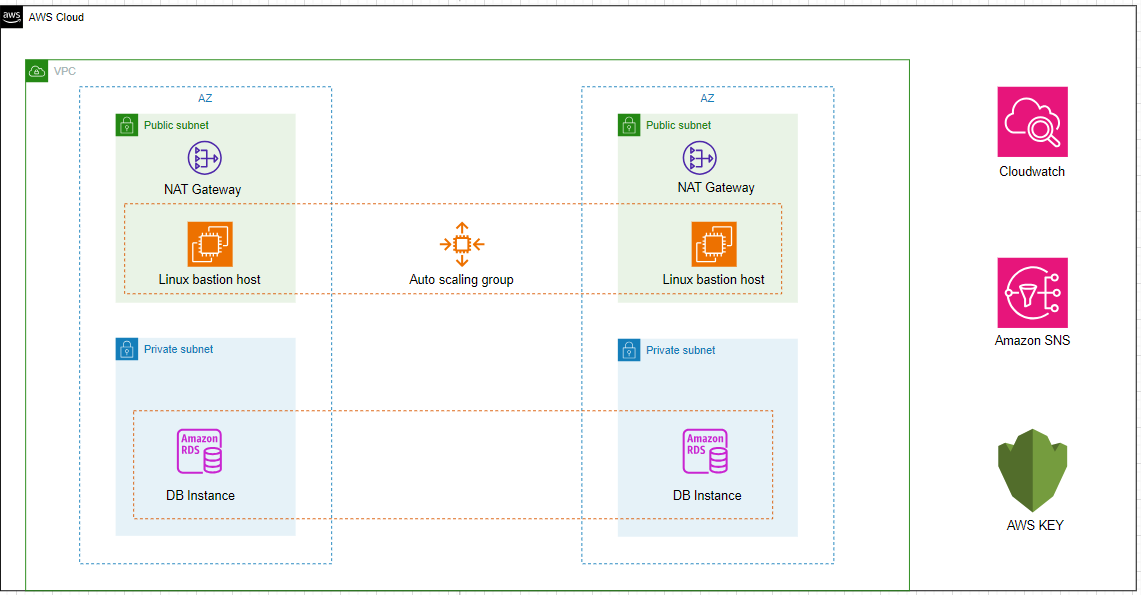 aws
AWS Cloud
VPC
AZ
AZ
Public subnet
Public subnet
NAT Gateway
NAT Gateway
Linux bastion host
Auto scaling group
Linux bastion host
Private subnet
Private subnet
Amazon
RDS
DB Instance
Amazon
RDS
DB Instance
Cloudwatch
Amazon SNS
AWS KEY